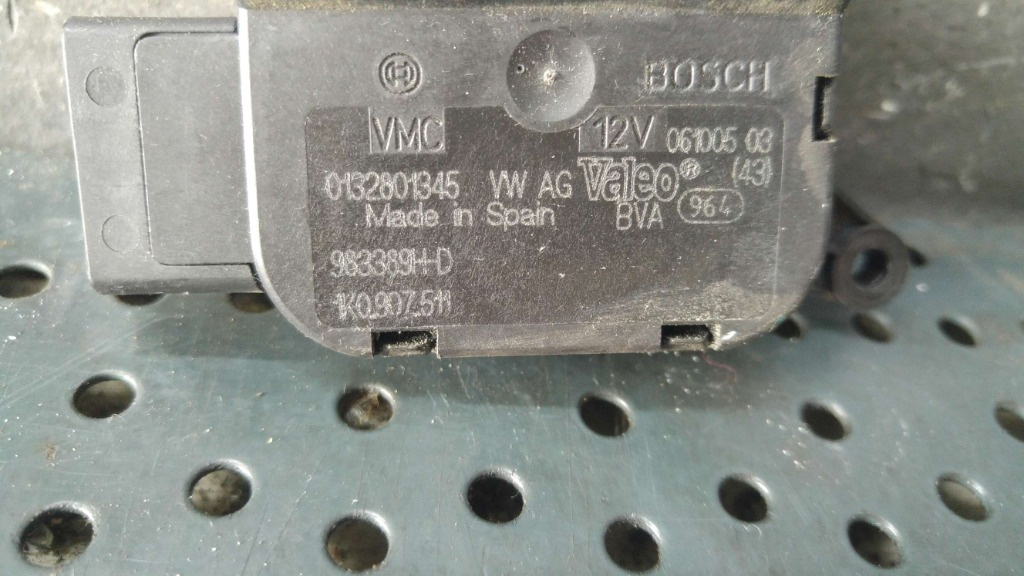 BOSCH
VMC 12V 061005 03
0132801345 VW AG Valeo® (43)
Made in Spain BVA 964
983389H-D
1K0.907.511